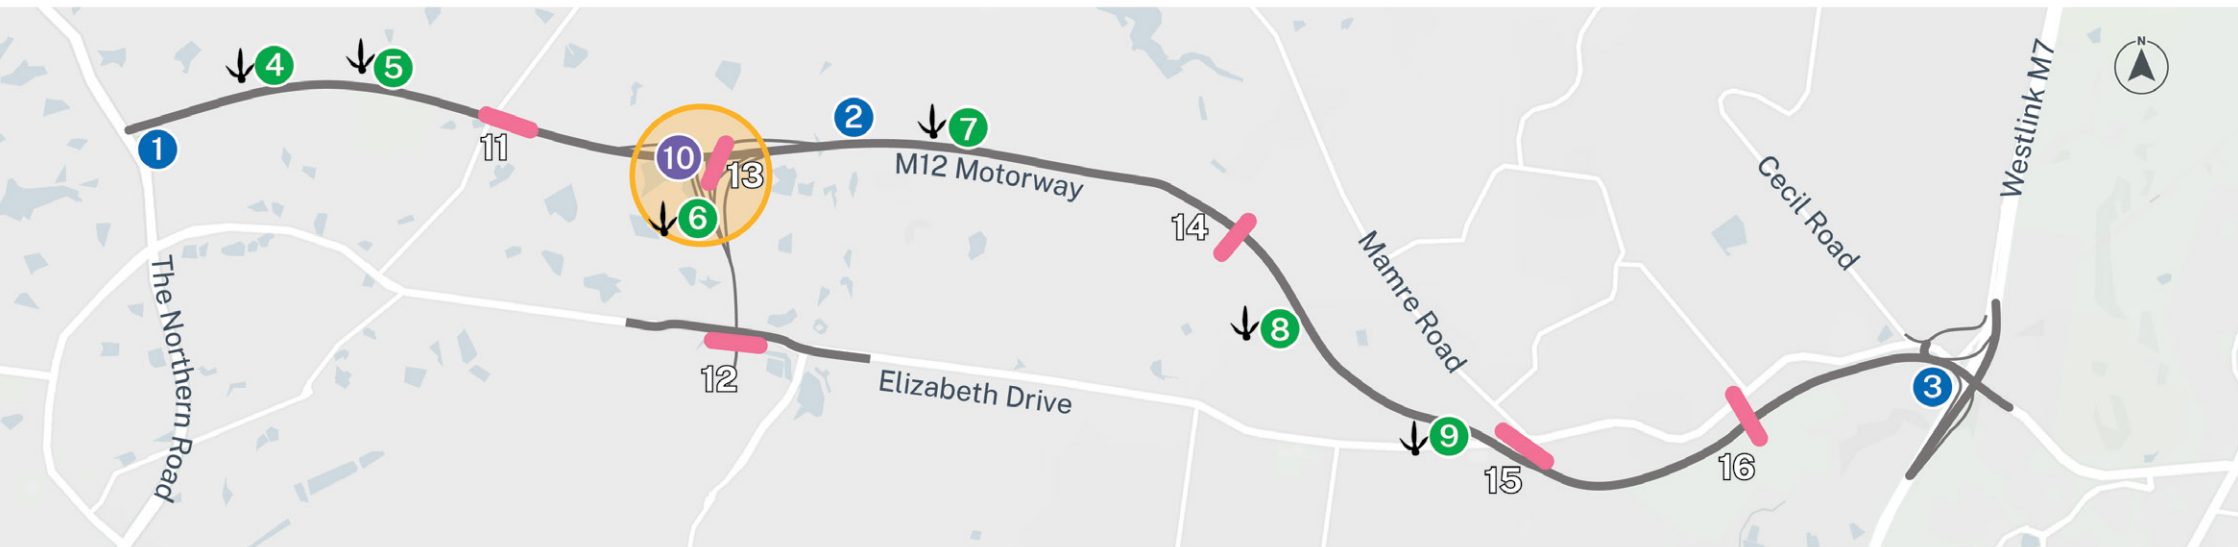 N
4
5
1
11
10
13
2
7
M12 Motorway
6
14
Cecil Road
Westlink M7
The Northern Road
Mamre Road
8
12
Elizabeth Drive
3
9
15
16